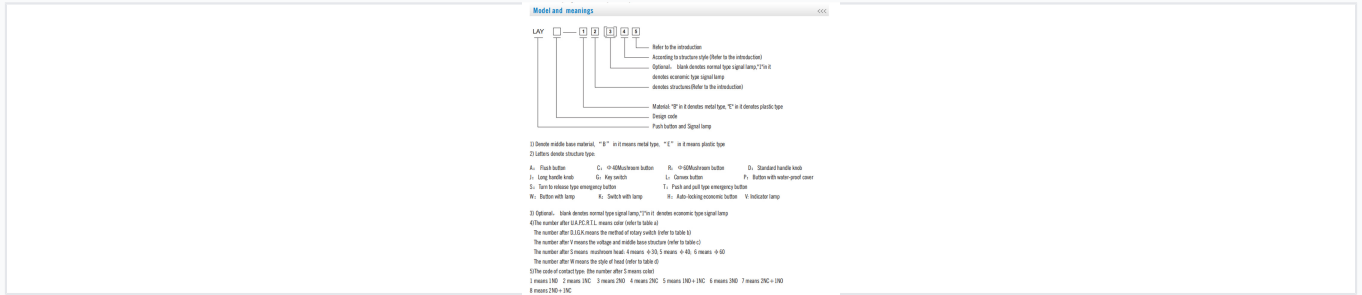 Model and meanings <<<
LAY □ — 1 2 [3] 4 5
Refer to the introduction
According to structure style (Refer to the introduction)
Optional, blank denotes normal type signal lamp,"J"in it
denotes economic type signal lamp
denotes structures(Refer to the introduction)
Material: "B" in it denotes metal type, "E" in it denotes plastic type
Design code
Push button and Signal lamp
1) Denote middle base material, "B" in it means metal type, "E" in it means plastic type
2) Letters denote structure type:
A: Flush button C: Φ40Mushroom button R: Φ60Mushroom button D: Standard handle knob
J: Long handle knob G: Key switch L: Convex button P: Button with water-proof cover
S: Turn to release type emergency button T: Push and pull type emergency button
W: Button with lamp K: Switch with lamp H: Auto-locking economic button V: Indicator lamp
3) Optional, blank denotes normal type signal lamp,"J"in it denotes economic type signal lamp
4)The number after U.A.P.C.R.T.L. means color (refer to table a)
The number after D.J.G.K.means the method of rotary switch (refer to table b)
The number after V means the voltage and middle base structure (refer to table c)
The number after S means mushroom head: 4 means Φ30; 5 means Φ40; 6 means Φ60
The number after W means the style of head (refer to table d)
5)The code of contact type: (the number after S means color)
1 means 1NO 2 means 1NC 3 means 2NO 4 means 2NC 5 means 1NO+1NC 6 means 3NO 7 means 2NC+1NO
8 means 2NO+1NC